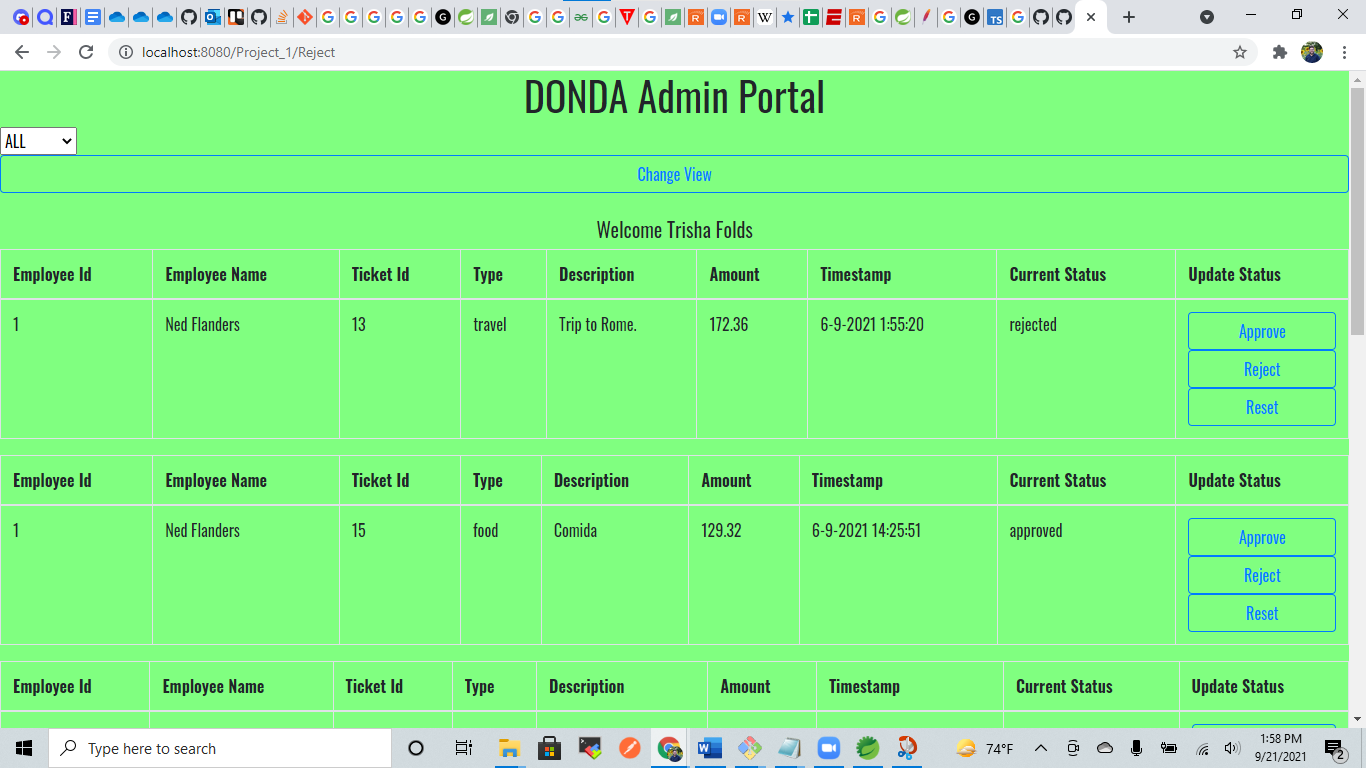 localhost:8080/Project_1/Reject
DONDA Admin Portal
ALL
Change View
Welcome Trisha Folds
Employee Id Employee Name Ticket Id Type Description Amount Timestamp Current Status Update Status
1 Ned Flanders 13 travel Trip to Rome. 172.36 6-9-2021 1:55:20 rejected Approve
Reject
Reset
Employee Id Employee Name Ticket Id Type Description Amount Timestamp Current Status Update Status
1 Ned Flanders 15 food Comida 129.32 6-9-2021 14:25:51 approved Approve
Reject
Reset
Employee Id Employee Name Ticket Id Type Description Amount Timestamp Current Status Update Status
Type here to search
74°F
1:58 PM
9/21/2021
2